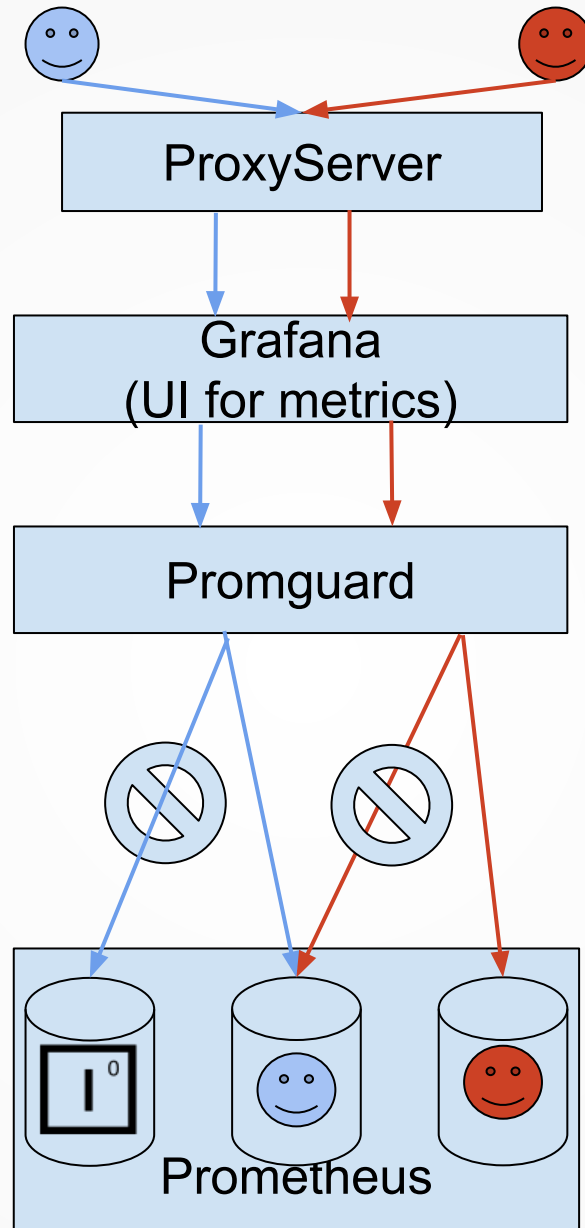 ProxyServer
Grafana
(UI for metrics)
Promguard
I 0
Prometheus